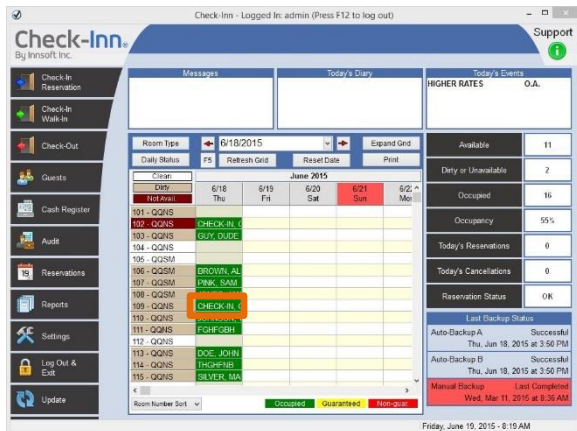 Check-Inn - Logged In: admin (Press F12 to log out)
Check-Inn®
By Innsoft Inc.
Support
Check-In
Reservation
Check-In
Walk-In
Check-Out
Guests
Cash Register
Audit
19
Reservations
Reports
Settings
Log Out &
Exit
Update
Messages
Today's Diary
Today's Events
HIGHER RATES O.A.
Room Type 6/18/2015 Expand Grid
Daily Status F5 Refresh Grid Reset Date Print
Clean June 2015
Dirty
Not Avail.
6/18 6/19 6/20 6/21 6/22
Thu Fri Sat Sun Mon
101 - QQNS
102 - QQNS CHECK-IN, C
103 - QQNS GUY, DUDE
104 - QQNS
105 - QQSM
106 - QQSM BROWN, AL
107 - QQSM PINK, SAM
108 - QQSM
109 - QQNS CHECK-IN, C
110 - QQNS
111 - QQNS FGHFGBH
112 - QQNS
113 - QQNS DOE, JOHN
114 - QQNS THGHFNB
115 - QQNS SILVER, MA
Room Number Sort Occupied Guaranteed Non-guar.
Available 11
Dirty or Unavailable 2
Occupied 16
Occupancy 55%
Today's Reservations 0
Today's Cancellations 0
Reservation Status OK
Last Backup Status
Auto-Backup A Successful
Thu, Jun 18, 2015 at 3:50 PM
Auto-Backup B Successful
Thu, Jun 18, 2015 at 3:50 PM
Manual Backup Last Completed
Wed, Mar 11, 2015 at 8:36 AM
Friday, June 19, 2015 - 8:19 AM